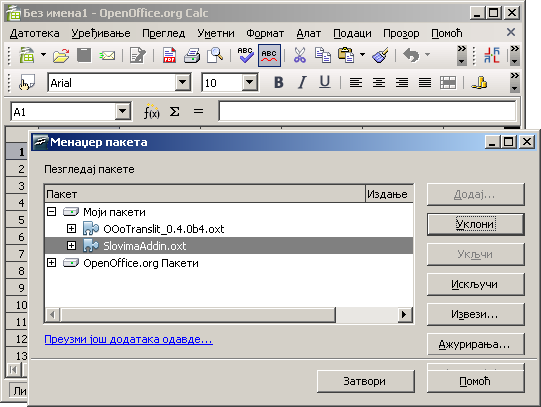 Без имена1 - OpenOffice.org Calc
Датотека Уређивање Преглед Уметни Формат Алат Подаци Прозор Помоћ
Arial 10 B I U
A1 f(x) Σ =
1
Менаџер пакета
Пезгледај пакете
Пакет Издање
Додај...
Моји пакети
OOoTranslit_0.4.0b4.oxt
Уклони
SlovimaAddin.oxt
Укључи
OpenOffice.org Пакети
Искључи
Извези...
Преузми још додатака одавде...
Ажурирања...
Затвори Помоћ
2
3
4
5
6
7
8
9
10
11
12
13
Ли